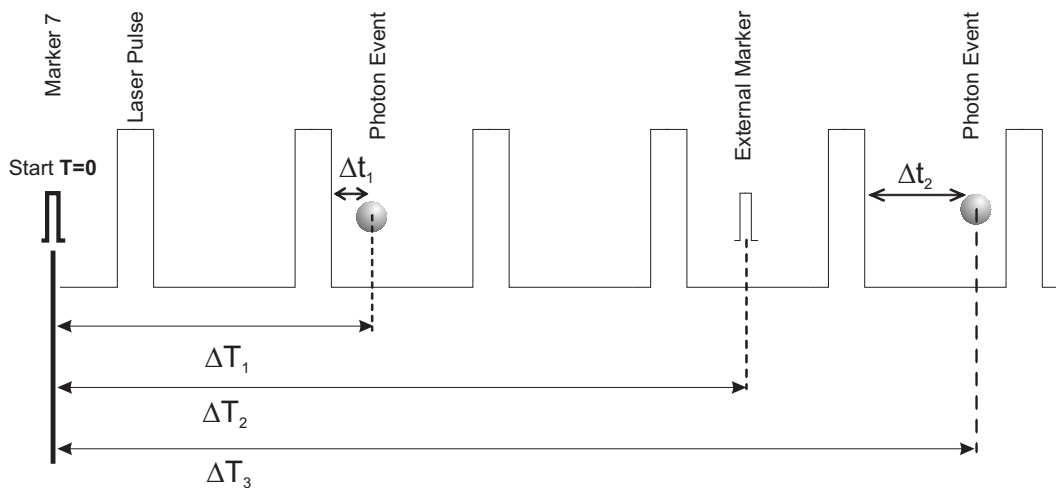 Marker 7
Laser Pulse
Photon Event
External Marker
Photon Event
Start T=0
Δt₁
Δt₂
ΔT₁
ΔT₂
ΔT₃